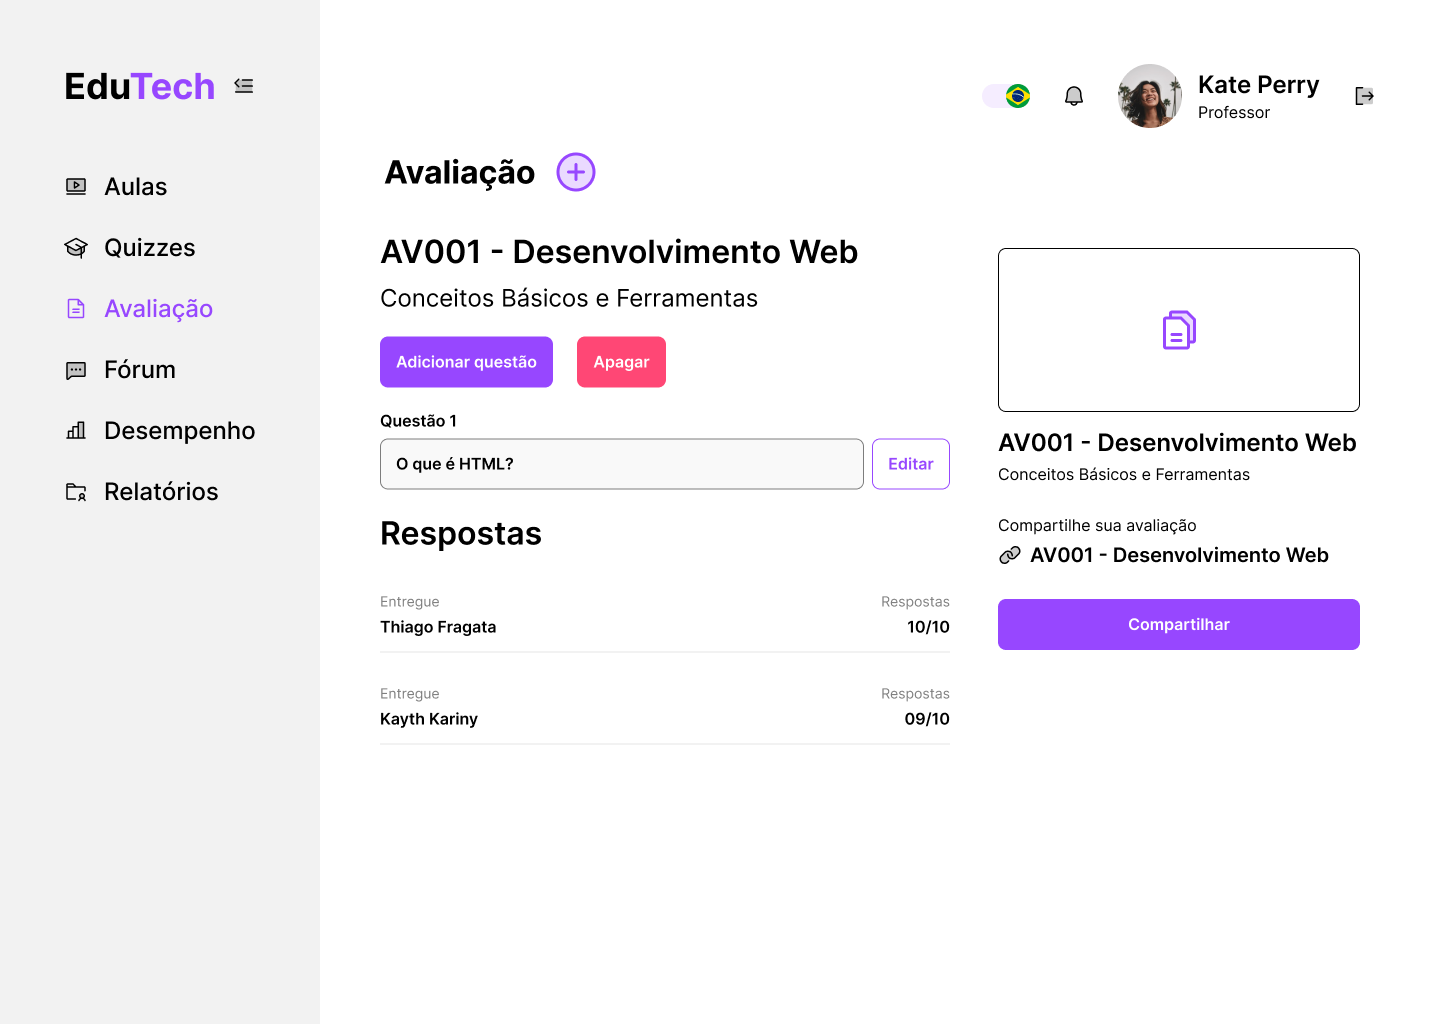 EduTech
Aulas
Quizzes
Avaliação
Fórum
Desempenho
Relatórios
Kate Perry
Professor
Avaliação
AV001 - Desenvolvimento Web
Conceitos Básicos e Ferramentas
Adicionar questão
Apagar
Questão 1
O que é HTML?
Editar
Respostas
Entregue
Respostas
Thiago Fragata
10/10
Entregue
Respostas
Kayth Kariny
09/10
AV001 - Desenvolvimento Web
Conceitos Básicos e Ferramentas
Compartilhe sua avaliação
AV001 - Desenvolvimento Web
Compartilhar